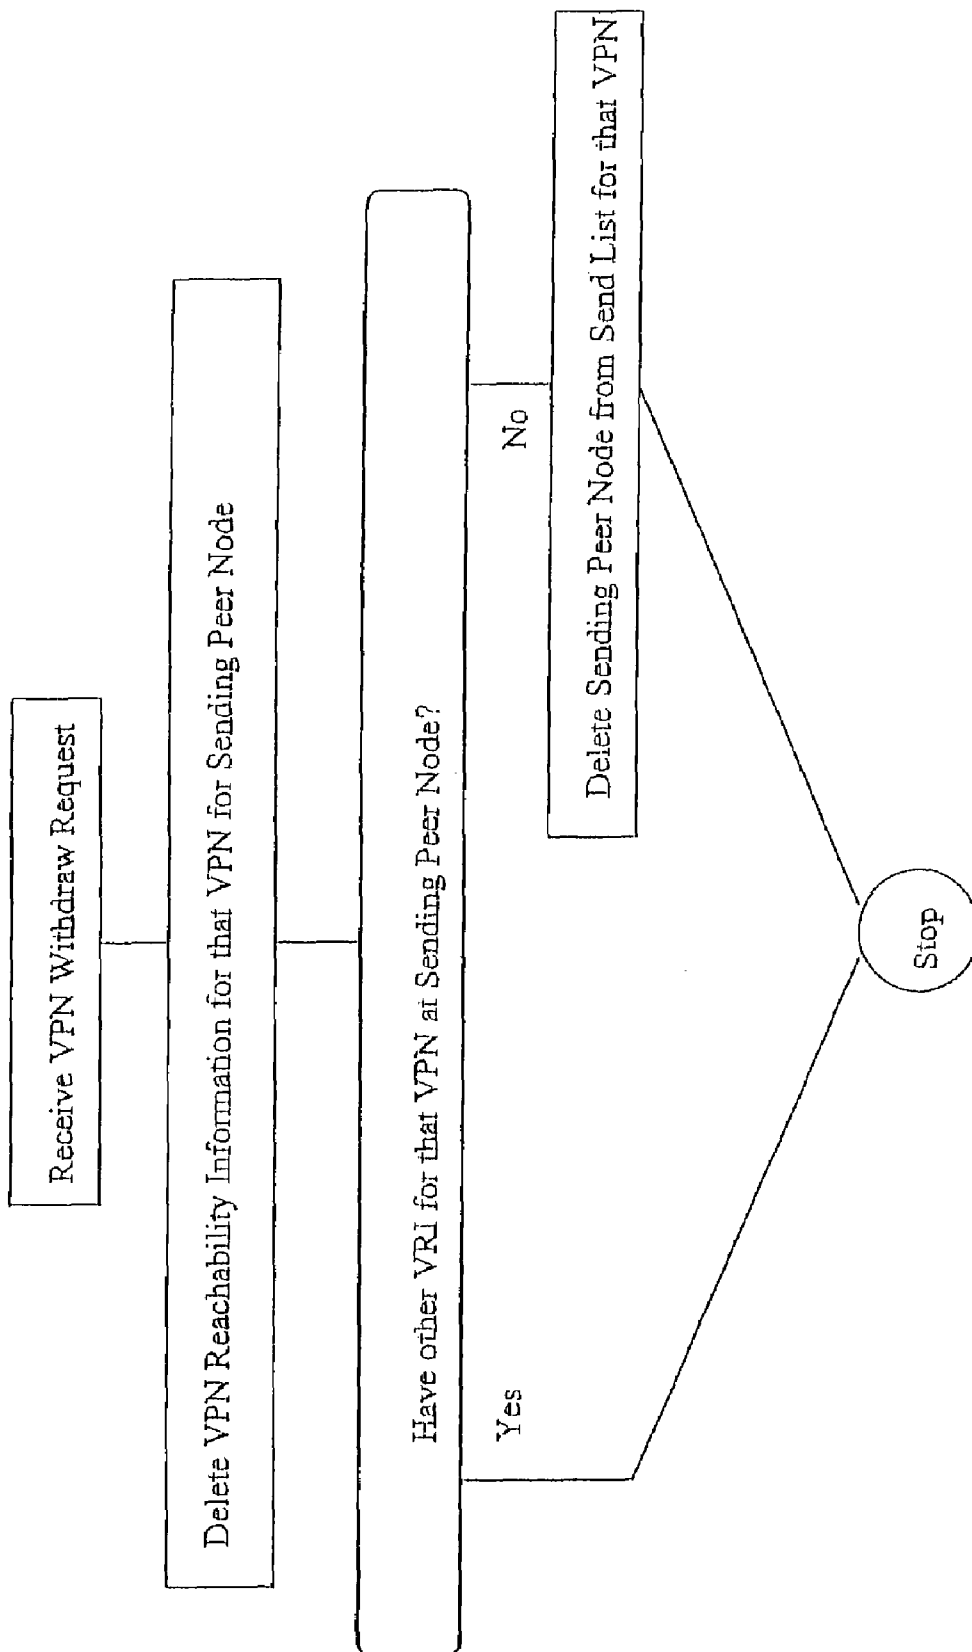 Receive VPN Withdraw Request
Delete VPN Reachability Information for that VPN for Sending Peer Node
Have other VRI for that VPN at Sending Peer Node?
Yes
No
Delete Sending Peer Node from Send List for that VPN
Stop